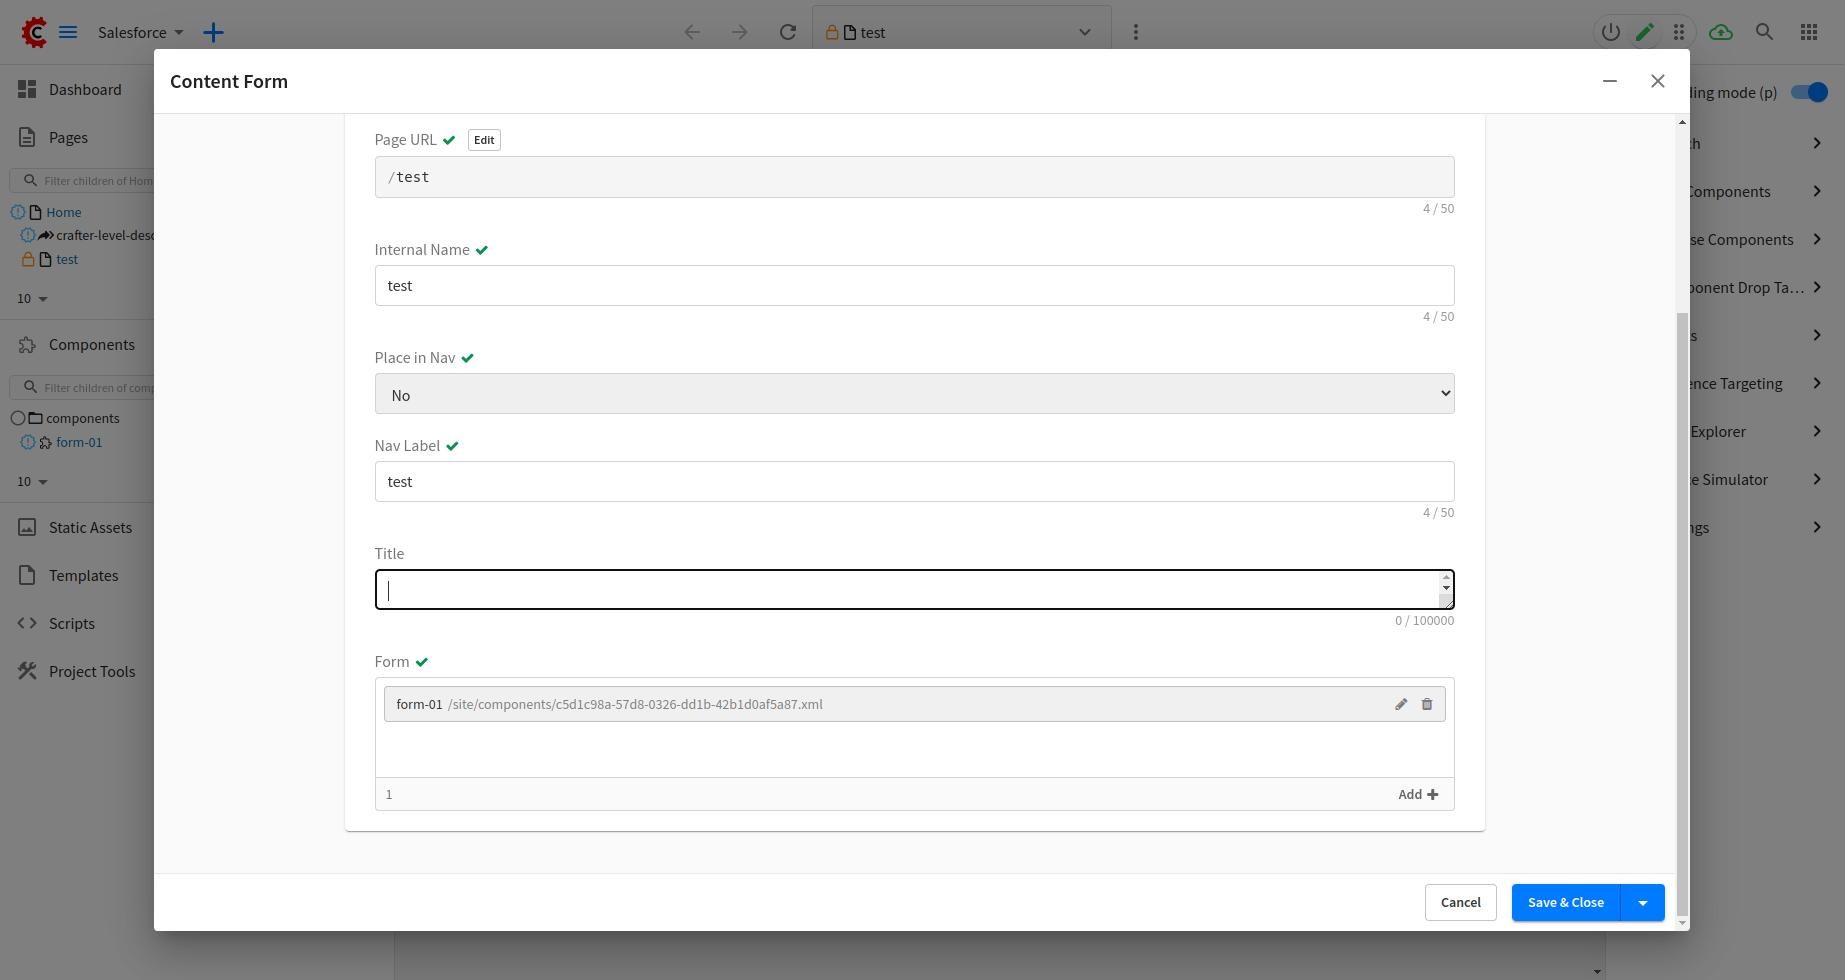 Salesforce
test
Content Form
Dashboard
Pages
Filter children of Hom
Home
crafter-level-desc
test
10
Components
Filter children of comp
components
form-01
10
Static Assets
Templates
Scripts
Project Tools
Page URL
Edit
/test
4 / 50
Internal Name
test
4 / 50
Place in Nav
No
Nav Label
test
4 / 50
Title
0 / 100000
Form
form-01 /site/components/c5d1c98a-57d8-0326-dd1b-42b1d0af5a87.xml
1
Add
Cancel
Save & Close
ing mode (p)
ch
Components
se Components
ponent Drop Ta...
s
ence Targeting
Explorer
e Simulator
ngs